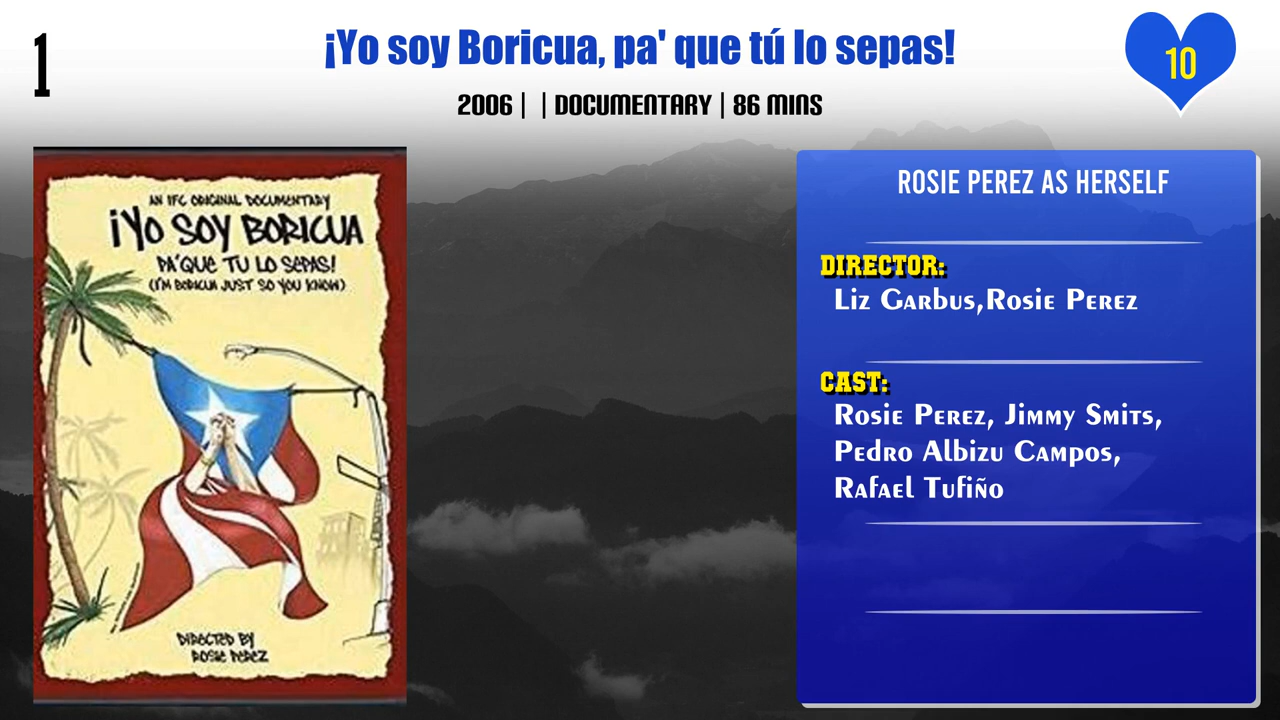 1
¡Yo soy Boricua, pa' que tú lo sepas!
10
2006 | | DOCUMENTARY | 86 MINS
AN IFC ORIGINAL DOCUMENTARY
¡YO SOY BORICUA
PA'QUE TU LO SEPAS!
(I'M BORICUA JUST SO YOU KNOW)
DIRECTED BY
ROSIE PEREZ
ROSIE PEREZ AS HERSELF
DIRECTOR:
Liz Garbus,Rosie Perez
CAST:
Rosie Perez, Jimmy Smits,
Pedro Albizu Campos,
Rafael Tufiño